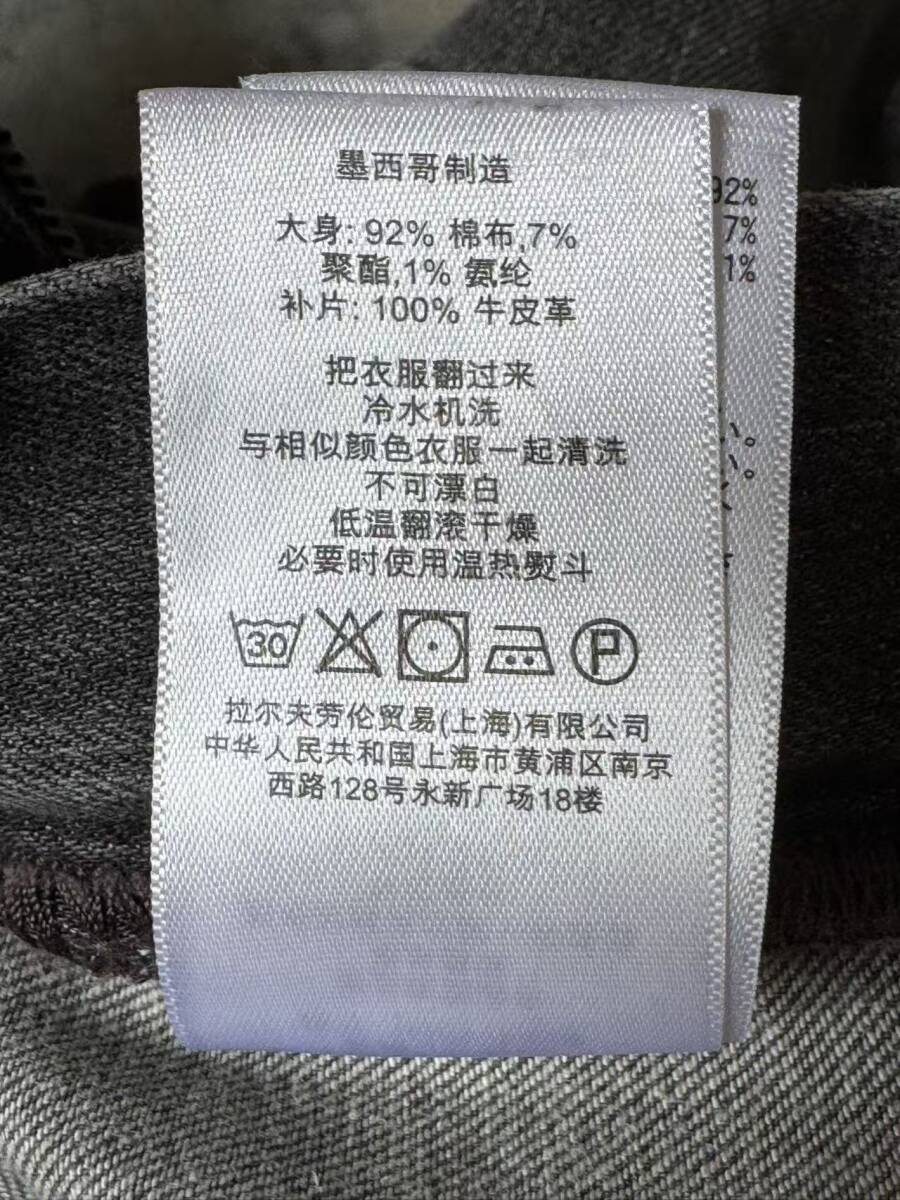 墨西哥制造
大身: 92% 棉布,7%
聚酯,1% 氨纶
补片: 100% 牛皮革
把衣服翻过来
冷水机洗
与相似颜色衣服一起清洗
不可漂白
低温翻滚干燥
必要时使用温热熨斗
30
P
拉尔夫劳伦贸易(上海)有限公司
中华人民共和国上海市黄浦区南京
西路128号永新广场18楼
92%
7%
1%
い。
い。